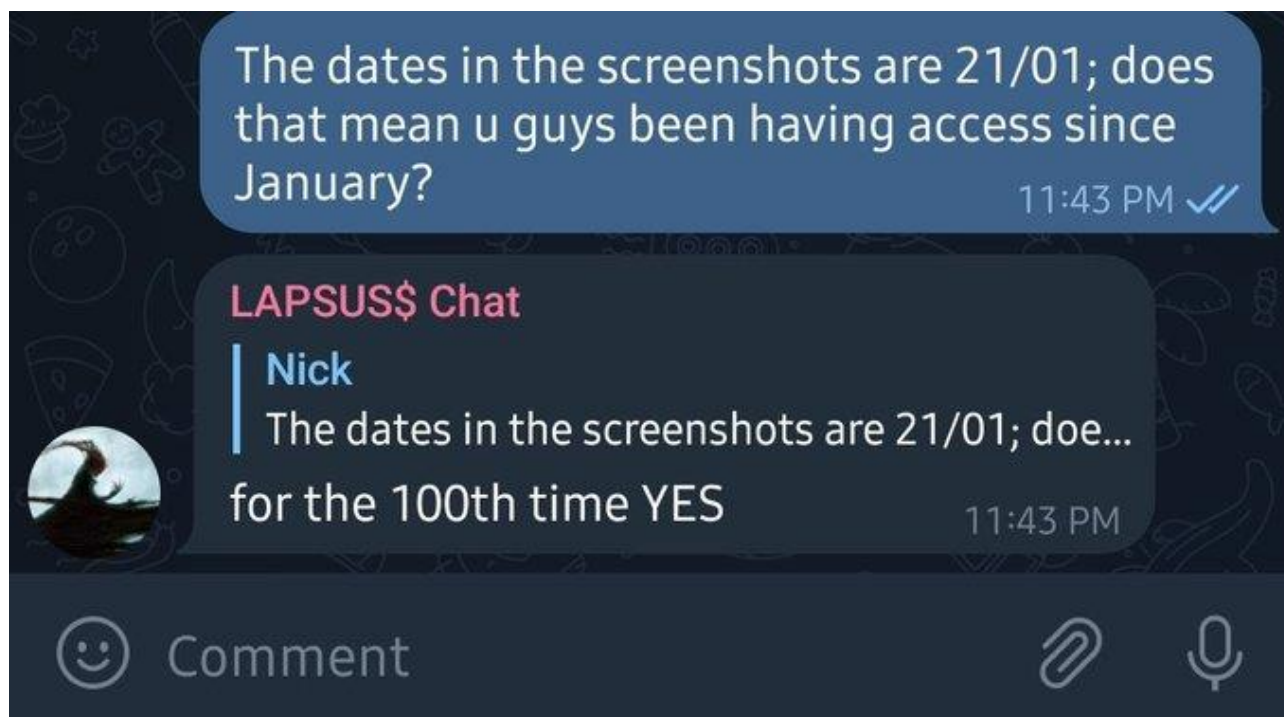 The dates in the screenshots are 21/01; does
that mean u guys been having access since
January?
11:43 PM
LAPSUS$ Chat
Nick
The dates in the screenshots are 21/01; doe...
for the 100th time YES
11:43 PM
Comment